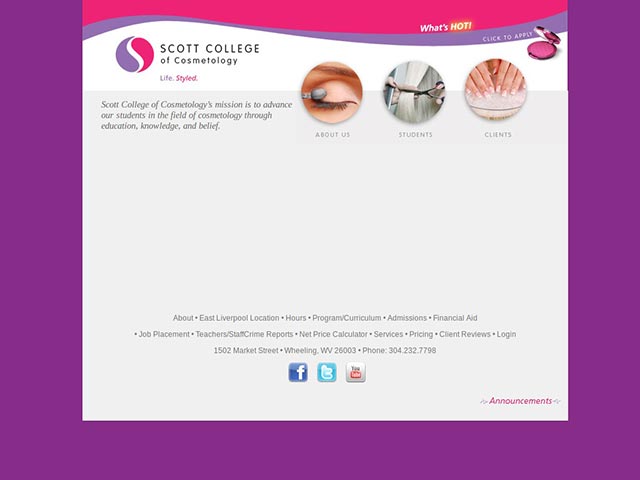 What's HOT!
CLICK TO APPLY
SCOTT COLLEGE
of Cosmetology
Life. Styled.
Scott College of Cosmetology's mission is to advance
our students in the field of cosmetology through
education, knowledge, and belief.
ABOUT US
STUDENTS
CLIENTS
About • East Liverpool Location • Hours • Program/Curriculum • Admissions • Financial Aid
• Job Placement • Teachers/StaffCrime Reports • Net Price Calculator • Services • Pricing • Client Reviews • Login
1502 Market Street • Wheeling, WV 26003 • Phone: 304.232.7798
f
t
You Tube
Announcements